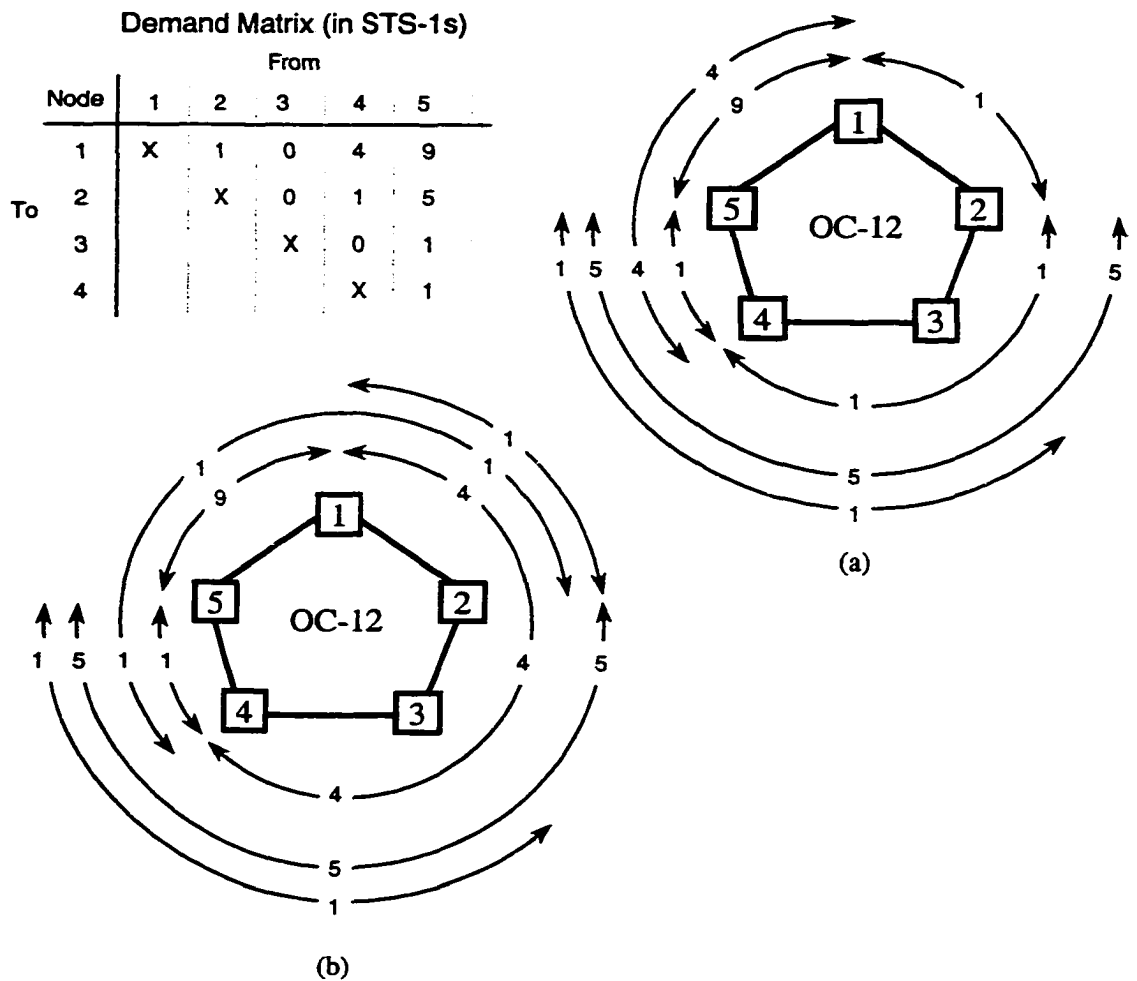 Demand Matrix (in STS-1s)
From
Node 1 2 3 4 5
1 X 1 0 4 9
To 2 X 0 1 5
3 X 0 1
4 X 1
4
9 1
1
5 2
OC-12
1 5 4 1 1 5
4 3
1
5
1
(a)
1
1 1
9 4
1
5 2
OC-12
1 5 1 1 4 5
4 3
4
5
1
(b)